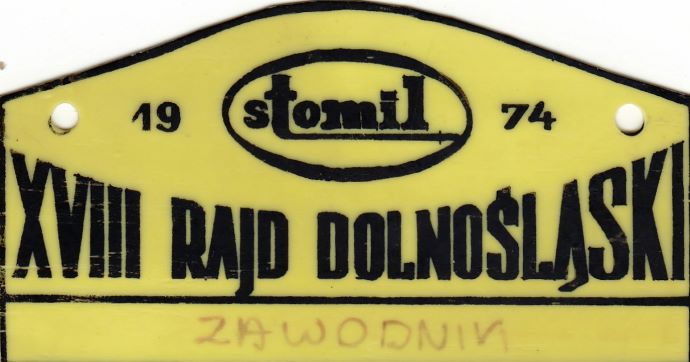 19 stomil 74
XVIII RAJD DOLNOŚLĄSKI
ZAWODNIK